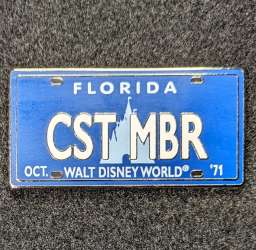 FLORIDA
CST MBR
OCT. WALT DISNEY WORLD® '71